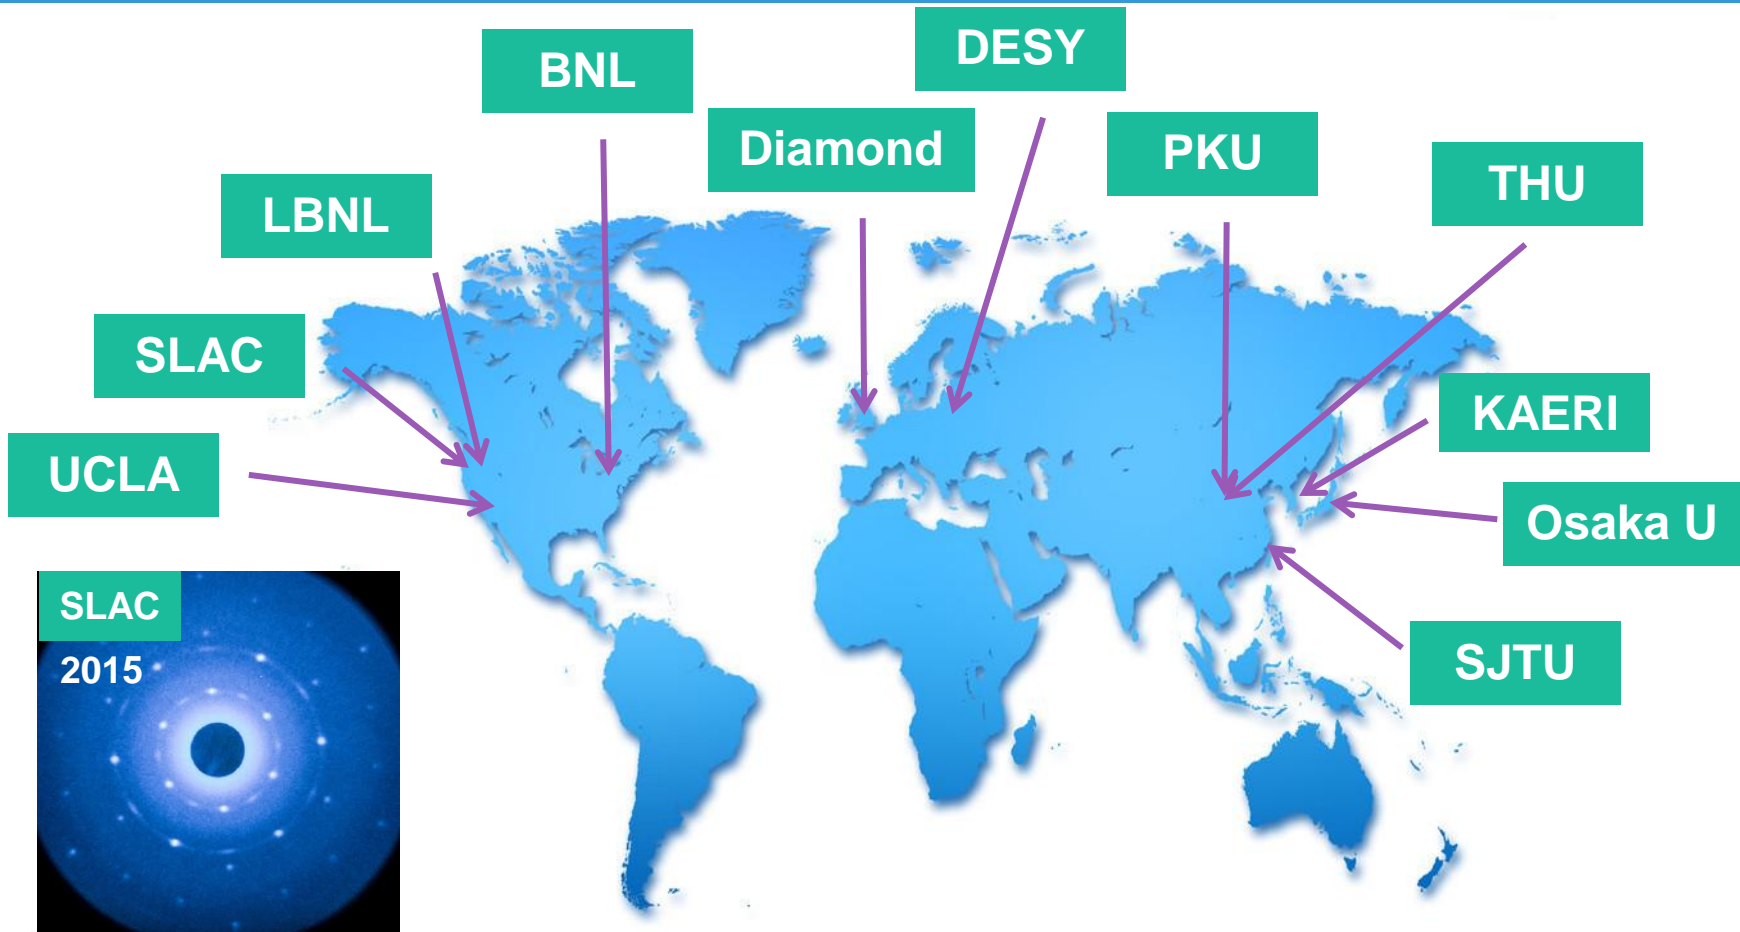 DESY
BNL
Diamond
PKU
THU
LBNL
SLAC
KAERI
UCLA
Osaka U
SLAC
2015
SJTU